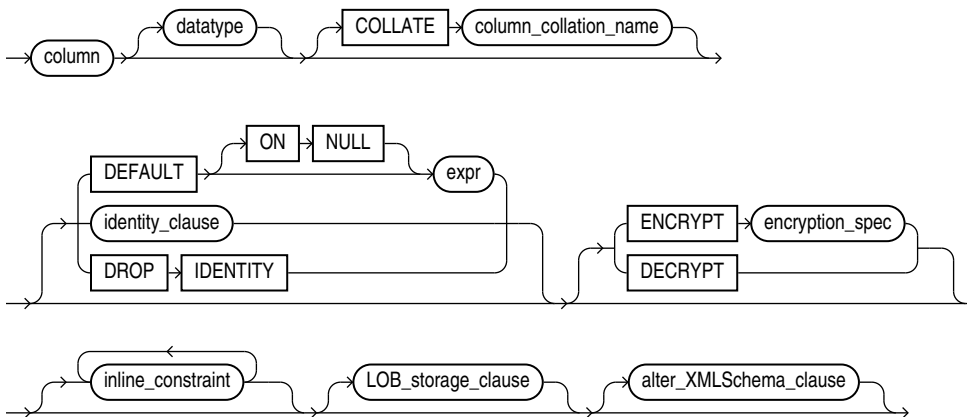 datatype COLLATE column_collation_name
column
ON NULL
DEFAULT expr
identity_clause ENCRYPT encryption_spec
DROP IDENTITY DECRYPT
inline_constraint LOB_storage_clause alter_XMLSchema_clause